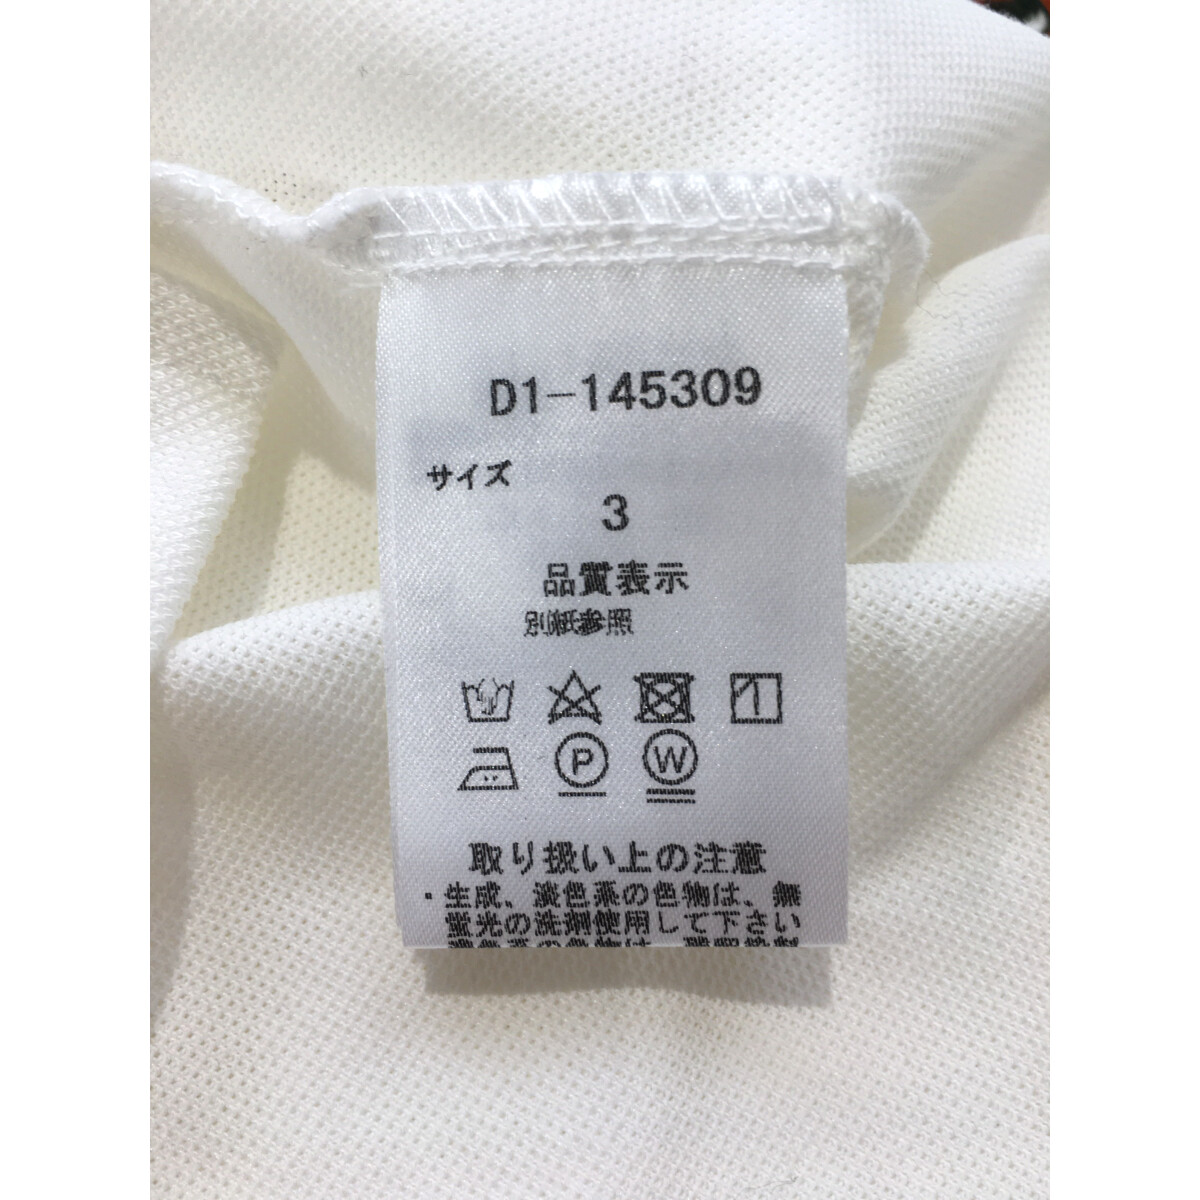 D1-145309
サイズ
3
品質表示
別紙参照
P W
取り扱い上の注意
・生成、淡色系の色物は、無
蛍光の洗剤使用して下さい